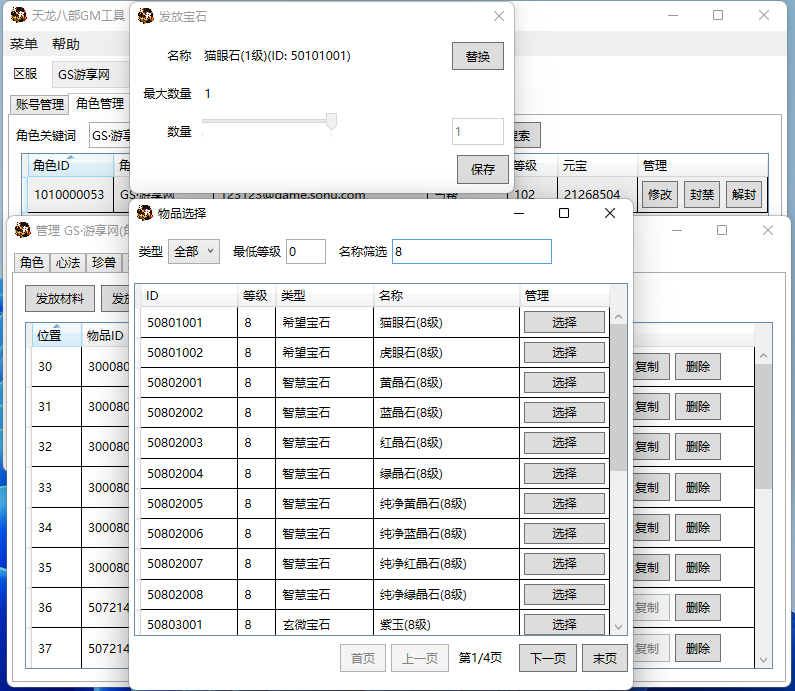 天龙八部GM工具
菜单 帮助
区服 GS游享网
账号管理 角色管理
角色关键词 GS·游享
角色ID 等级 元宝 管理
1010000053 GS·游享网 123123@game.sohu.com 102 21268504 修改 封禁 解封
发放宝石
名称 猫眼石(1级)(ID: 50101001) 替换
最大数量 1
数量 1
保存
管理 GS·游享网(角
角色 心法 珍兽
发放材料
位置 物品ID
30 300080 复制 删除
31 300080 复制 删除
32 300080 复制 删除
33 300080 复制 删除
34 300080 复制 删除
35 300080 复制 删除
36 507214 复制 删除
37 507214 复制 删除
物品选择
类型 全部 最低等级 0 名称筛选 8
ID 等级 类型 名称 管理
50801001 8 希望宝石 猫眼石(8级) 选择
50801002 8 希望宝石 虎眼石(8级) 选择
50802001 8 智慧宝石 黄晶石(8级) 选择
50802002 8 智慧宝石 蓝晶石(8级) 选择
50802003 8 智慧宝石 红晶石(8级) 选择
50802004 8 智慧宝石 绿晶石(8级) 选择
50802005 8 智慧宝石 纯净黄晶石(8级) 选择
50802006 8 智慧宝石 纯净蓝晶石(8级) 选择
50802007 8 智慧宝石 纯净红晶石(8级) 选择
50802008 8 智慧宝石 纯净绿晶石(8级) 选择
50803001 8 玄微宝石 紫玉(8级) 选择
首页 上一页 第1/4页 下一页 末页